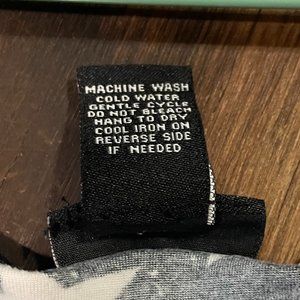 MACHINE WASH
COLD WATER
GENTLE CYCLE
DO NOT BLEACH
HANG TO DRY
COOL IRON ON
REVERSE SIDE
IF NEEDED